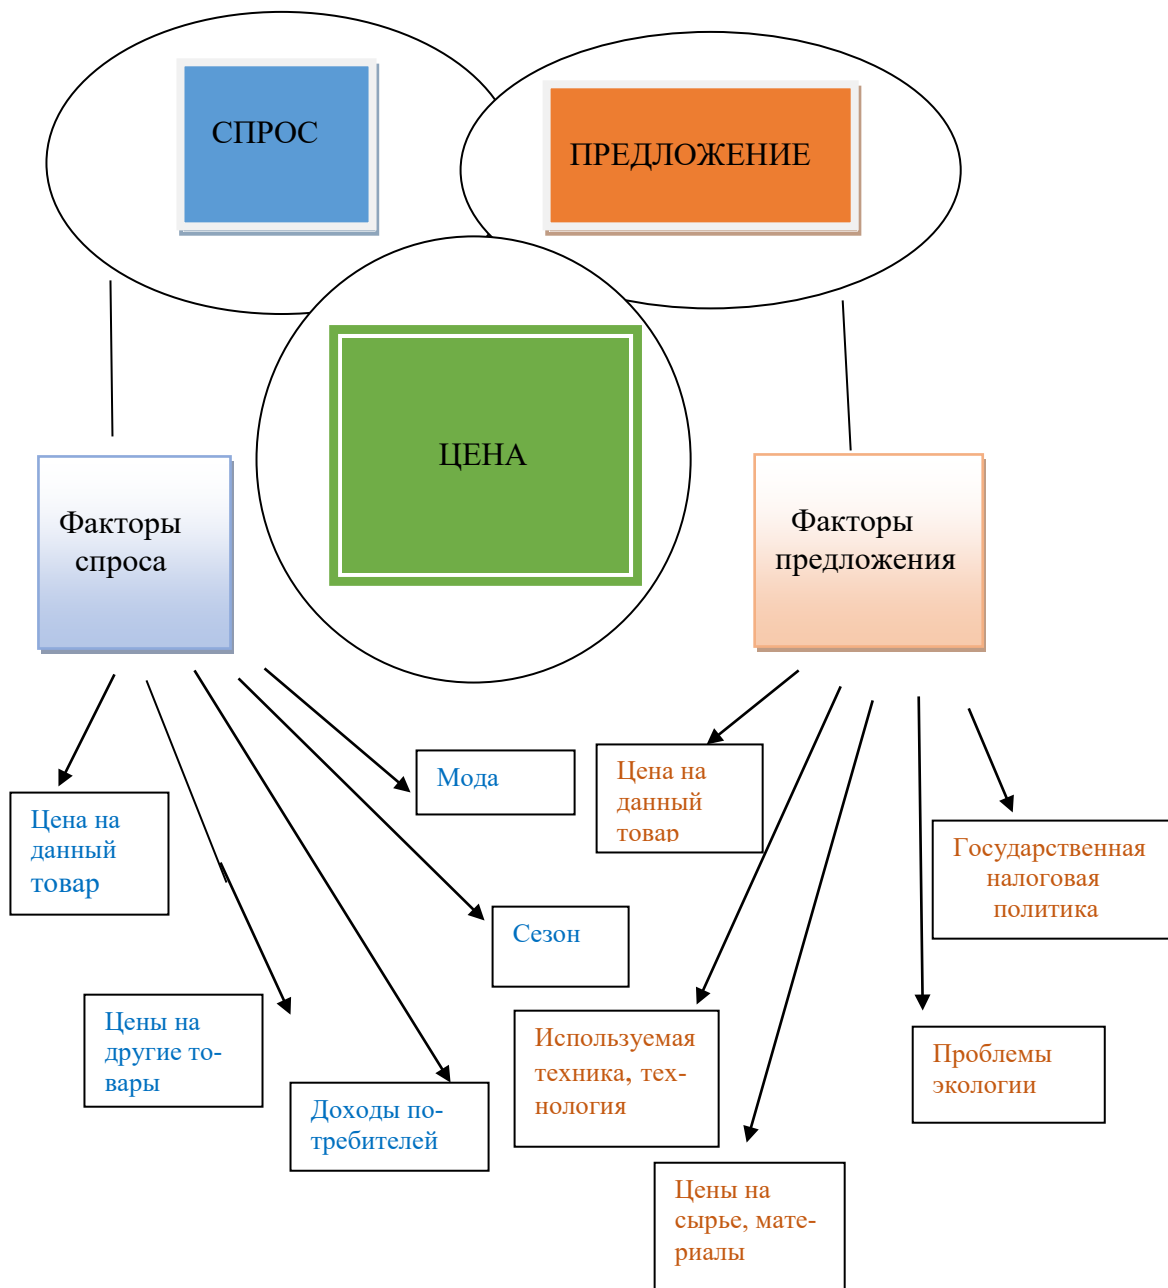 СПРОС
ПРЕДЛОЖЕНИЕ
ЦЕНА
Факторы
спроса
Факторы
предложения
Мода
Цена на
данный
товар
Цена на
данный
товар
Государственная
налоговая
политика
Сезон
Цены на
другие то-
вары
Используемая
техника, тех-
нология
Проблемы
экологии
Доходы по-
требителей
Цены на
сырье, мате-
риалы